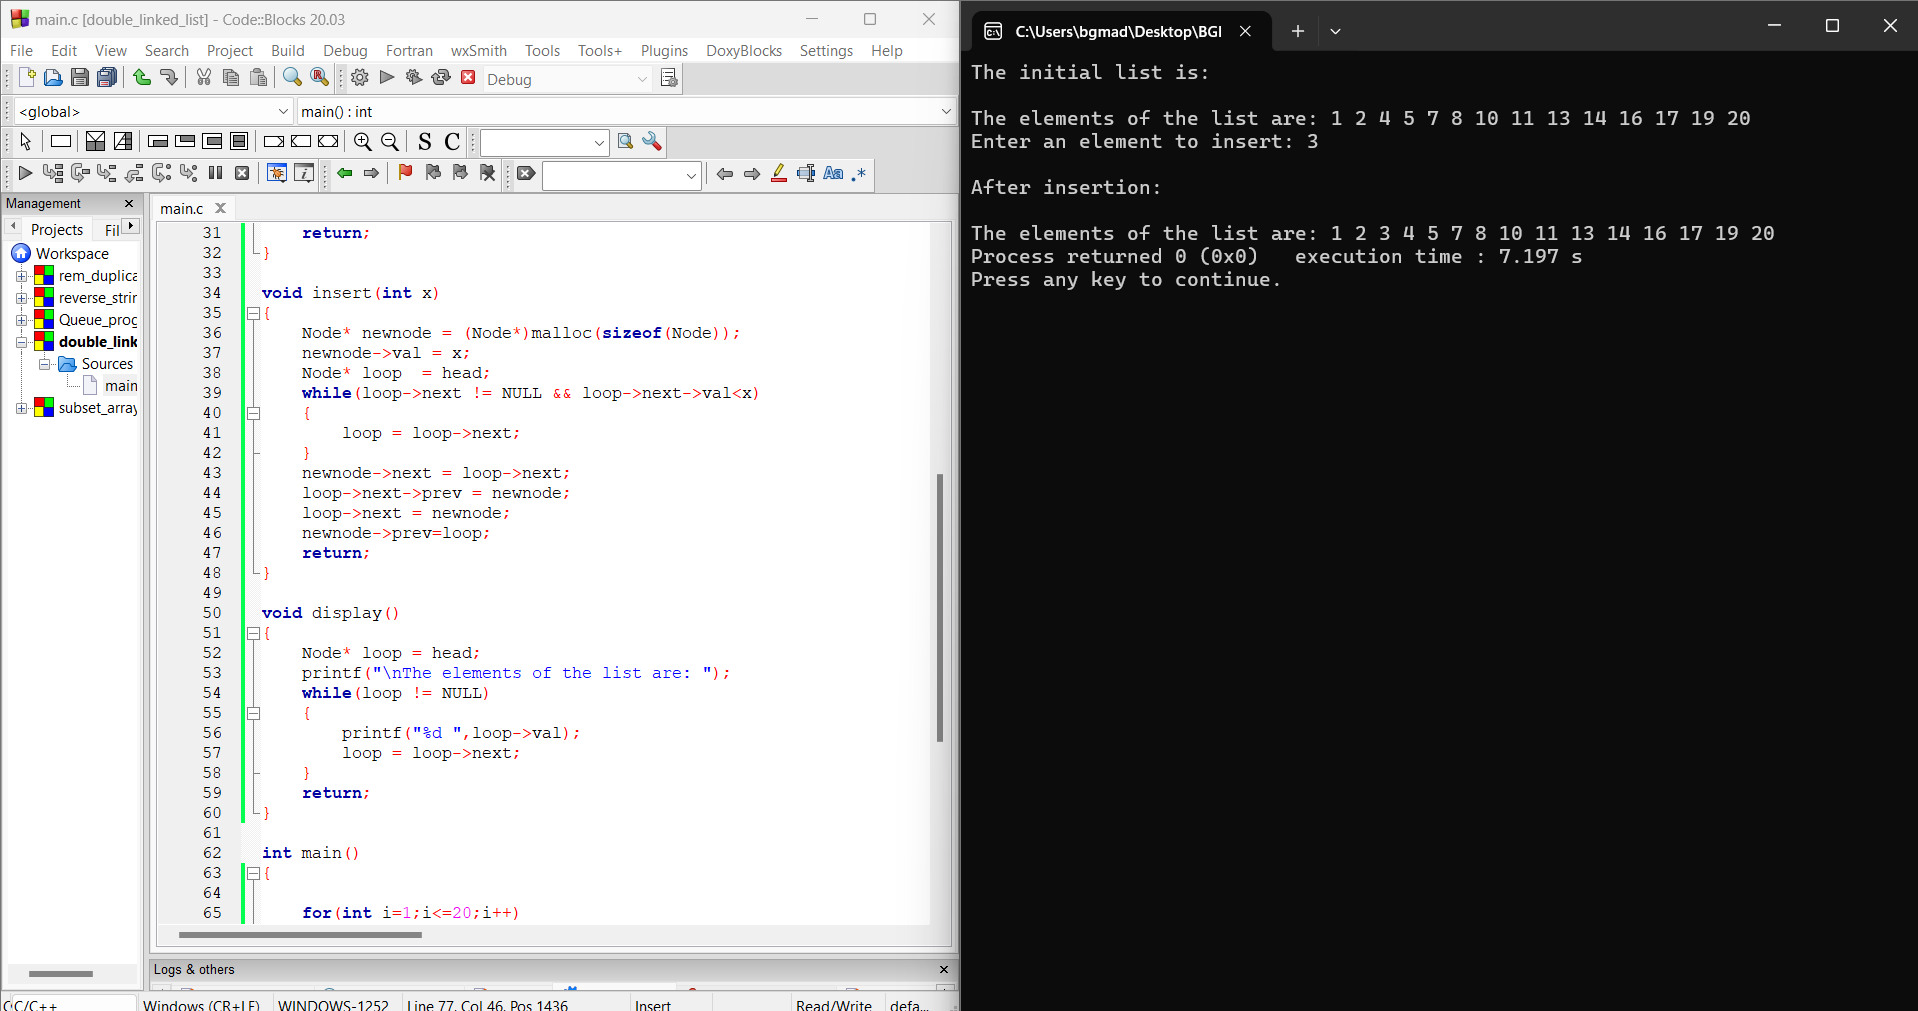 main.c [double_linked_list] - Code::Blocks 20.03
File Edit View Search Project Build Debug Fortran wxSmith Tools Tools+ Plugins DoxyBlocks Settings Help
Debug
<global> main() : int
S C
Aa .*
Management
main.c
Projects Fil
Workspace
rem_duplica
reverse_strin
Queue_prog
double_link
Sources
main
subset_array
31 return;
32 }
33
34 void insert(int x)
35 {
36 Node* newnode = (Node*)malloc(sizeof(Node));
37 newnode->val = x;
38 Node* loop  = head;
39 while(loop->next != NULL && loop->next->val<x)
40 {
41 loop = loop->next;
42 }
43 newnode->next = loop->next;
44 loop->next->prev = newnode;
45 loop->next = newnode;
46 newnode->prev=loop;
47 return;
48 }
49
50 void display()
51 {
52 Node* loop = head;
53 printf("\nThe elements of the list are: ");
54 while(loop != NULL)
55 {
56 printf("%d ",loop->val);
57 loop = loop->next;
58 }
59 return;
60 }
61
62 int main()
63 {
64
65 for(int i=1;i<=20;i++)
Logs & others
C/C++ Windows (CR+LF) WINDOWS-1252 Line 77, Col 46, Pos 1436 Insert Read/Write defa...
C:\Users\bgmad\Desktop\BGI
The initial list is:
The elements of the list are: 1 2 4 5 7 8 10 11 13 14 16 17 19 20
Enter an element to insert: 3
After insertion:
The elements of the list are: 1 2 3 4 5 7 8 10 11 13 14 16 17 19 20
Process returned 0 (0x0)   execution time : 7.197 s
Press any key to continue.